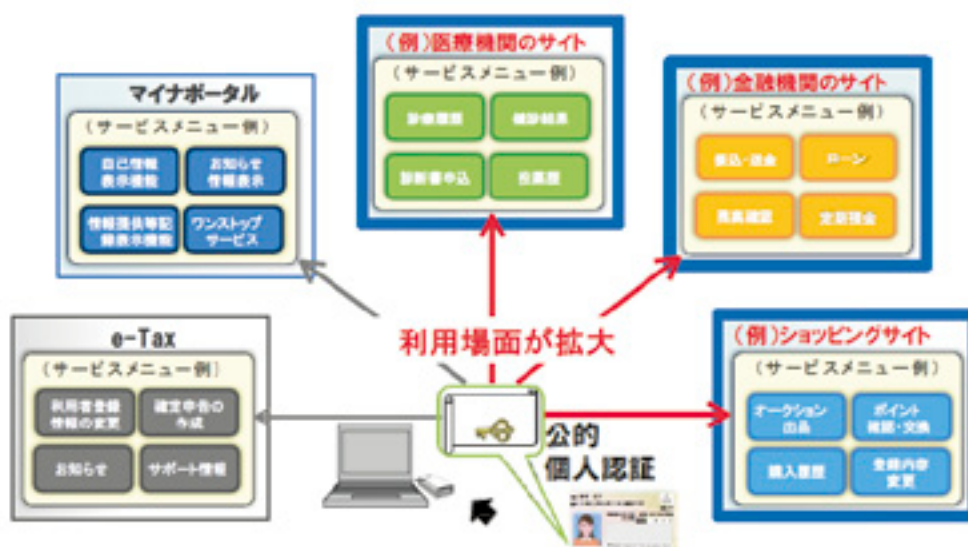 (例)医療機関のサイト
(サービスメニュー例)
診療履歴
健診結果
診断書申込
投薬歴
マイナポータル
(サービスメニュー例)
自己情報
表示機能
お知らせ
情報表示
情報提供等記
録表示機能
ワンストップ
サービス
(例)金融機関のサイト
(サービスメニュー例)
振込・送金
ローン
残高確認
定期預金
利用場面が拡大
e-Tax
(サービスメニュー例)
利用者登録
情報の変更
確定申告の
作成
お知らせ
サポート情報
(例)ショッピングサイト
(サービスメニュー例)
オークション
出品
ポイント
確認・交換
購入履歴
登録内容
変更
公的
個人認証